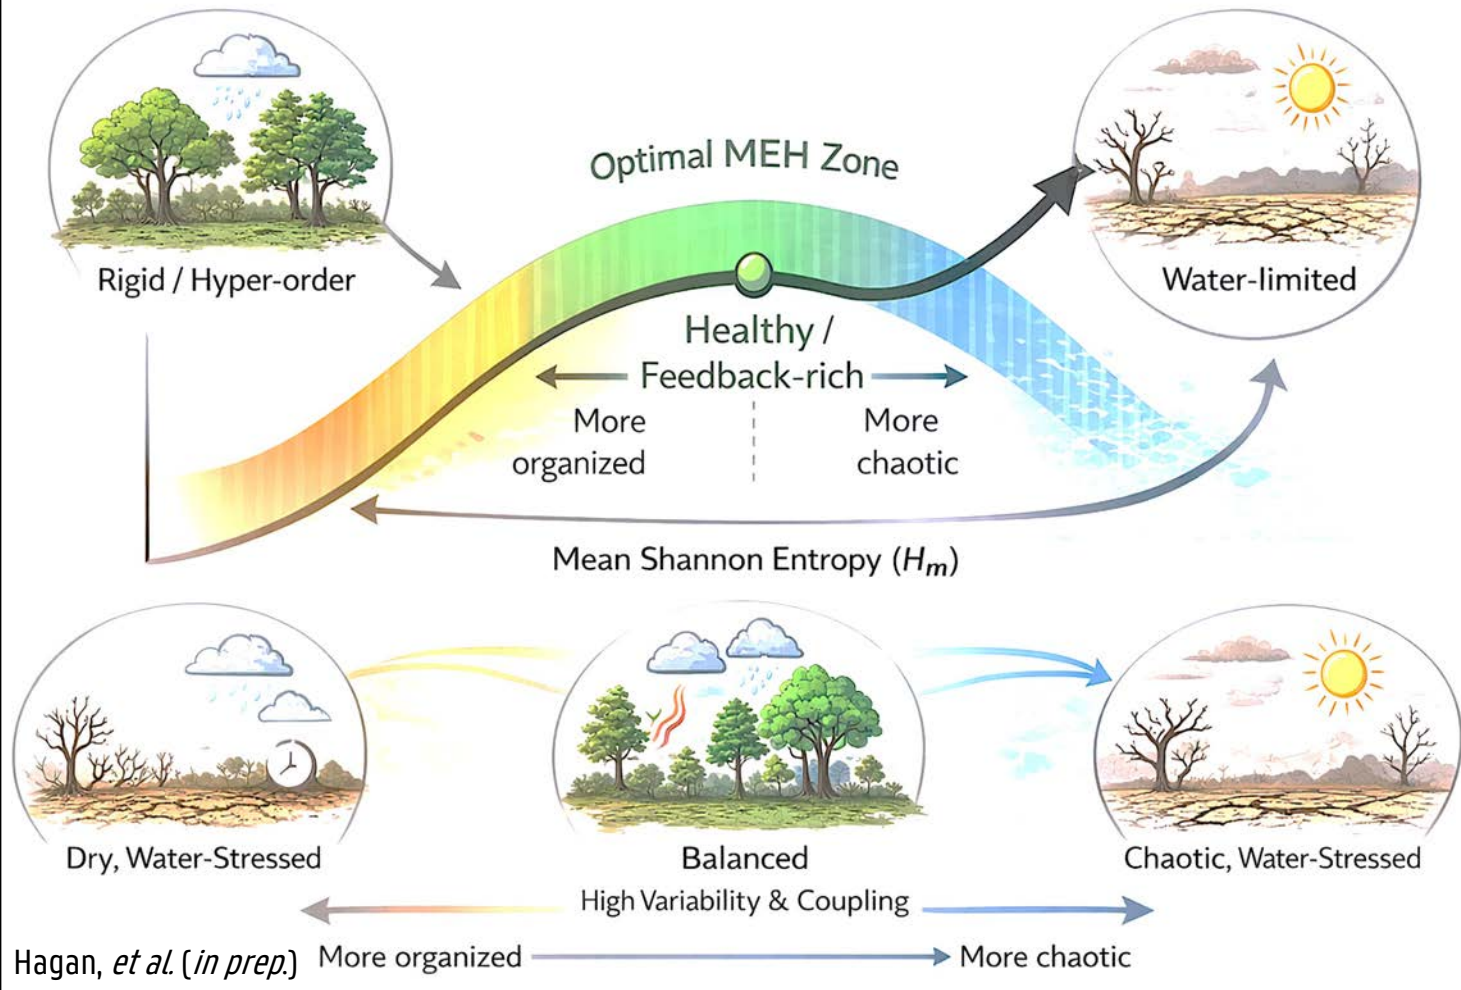 Optimal MEH Zone
Rigid / Hyper-order
Water-limited
Healthy /
Feedback-rich
More
organized
More
chaotic
Mean Shannon Entropy (Hm)
Dry, Water-Stressed
Balanced
Chaotic, Water-Stressed
High Variability & Coupling
Hagan, et al. (in prep.)
More organized
More chaotic